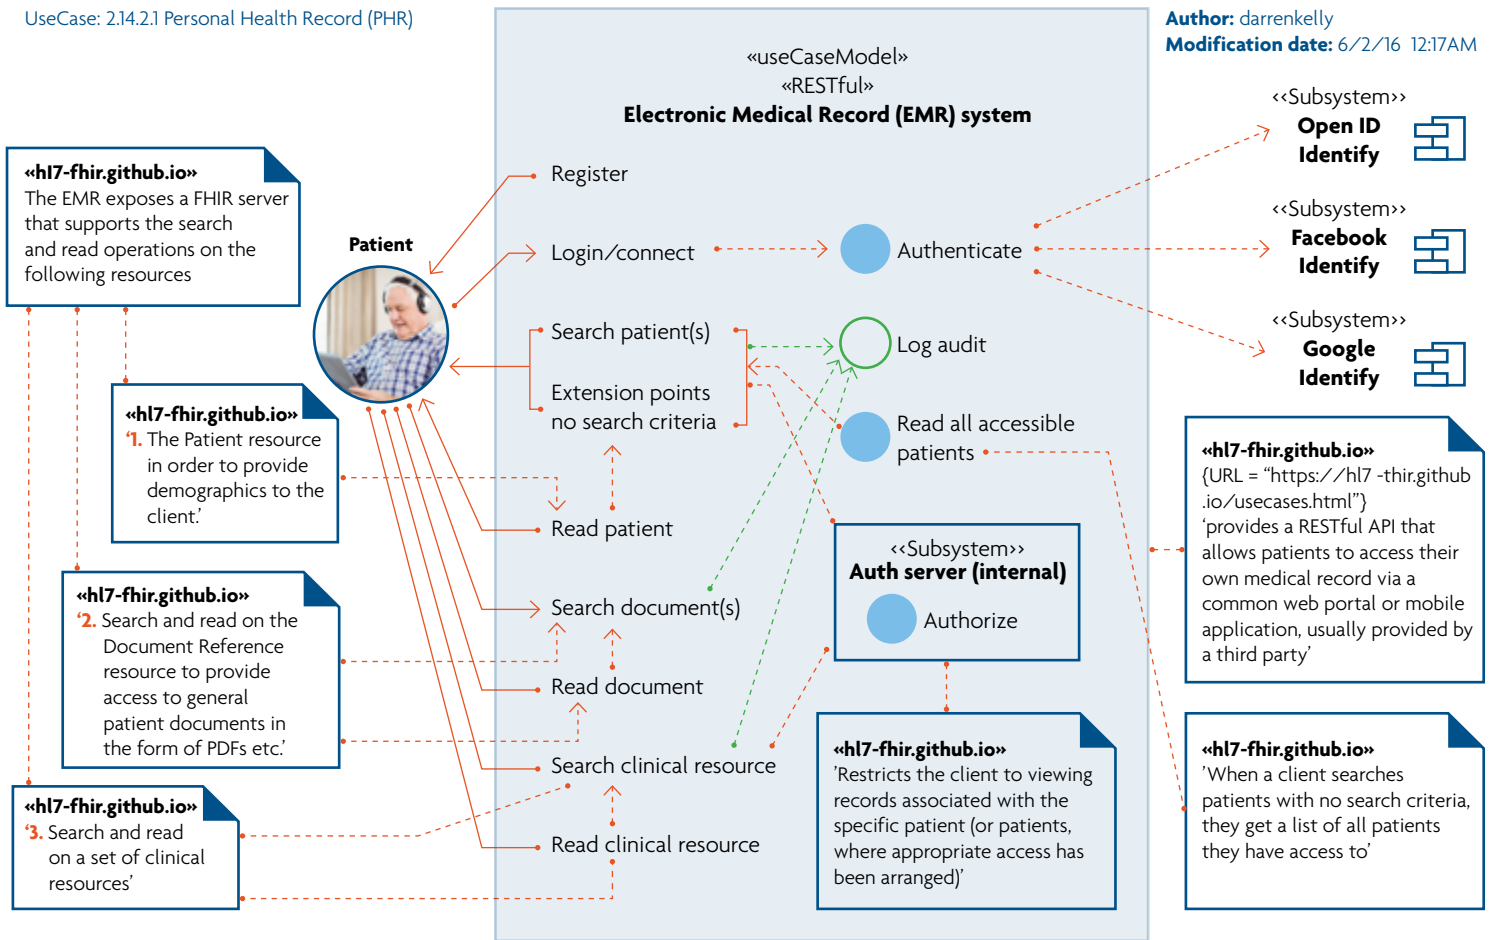 UseCase: 2.14.2.1 Personal Health Record (PHR)
Author: darrenkelly
Modification date: 6/2/16 12:17AM
«useCaseModel»
«RESTful»
Electronic Medical Record (EMR) system
«hl7-fhir.github.io»
The EMR exposes a FHIR server
that supports the search
and read operations on the
following resources
Patient
«hl7-fhir.github.io»
‘1. The Patient resource
in order to provide
demographics to the
client.’
«hl7-fhir.github.io»
‘2. Search and read on the
Document Reference
resource to provide
access to general
patient documents in
the form of PDFs etc.’
«hl7-fhir.github.io»
‘3. Search and read
on a set of clinical
resources’
Register
Login/connect
Search patient(s)
Extension points
no search criteria
Read patient
Search document(s)
Read document
Search clinical resource
Read clinical resource
Authenticate
Log audit
Read all accessible
patients
‹‹Subsystem››
Auth server (internal)
Authorize
«hl7-fhir.github.io»
'Restricts the client to viewing
records associated with the
specific patient (or patients,
where appropriate access has
been arranged)’
‹‹Subsystem››
Open ID
Identify
‹‹Subsystem››
Facebook
Identify
‹‹Subsystem››
Google
Identify
«hl7-fhir.github.io»
{URL = “https://hl7 -thir.github
.io/usecases.html”}
‘provides a RESTful API that
allows patients to access their
own medical record via a
common web portal or mobile
application, usually provided by
a third party’
«hl7-fhir.github.io»
’When a client searches
patients with no search criteria,
they get a list of all patients
they have access to’